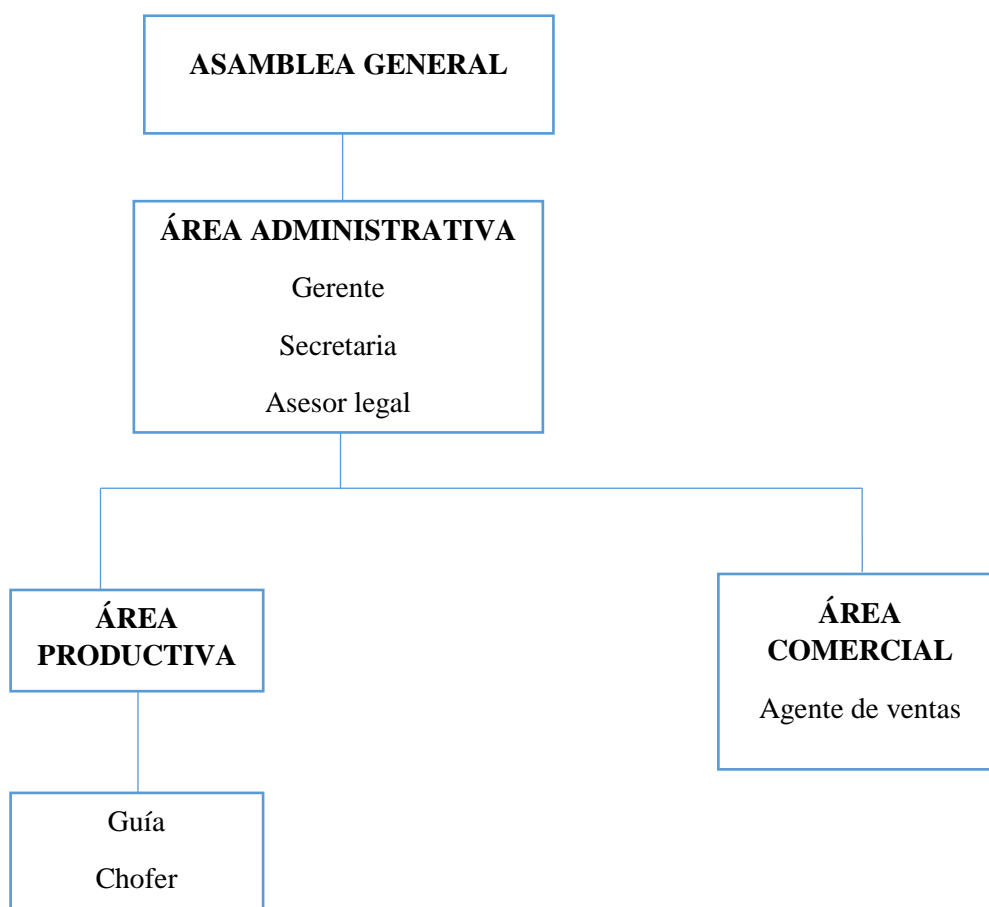 ASAMBLEA GENERAL
ÁREA ADMINISTRATIVA
Gerente
Secretaria
Asesor legal
ÁREA
PRODUCTIVA
ÁREA
COMERCIAL
Agente de ventas
Guía
Chofer